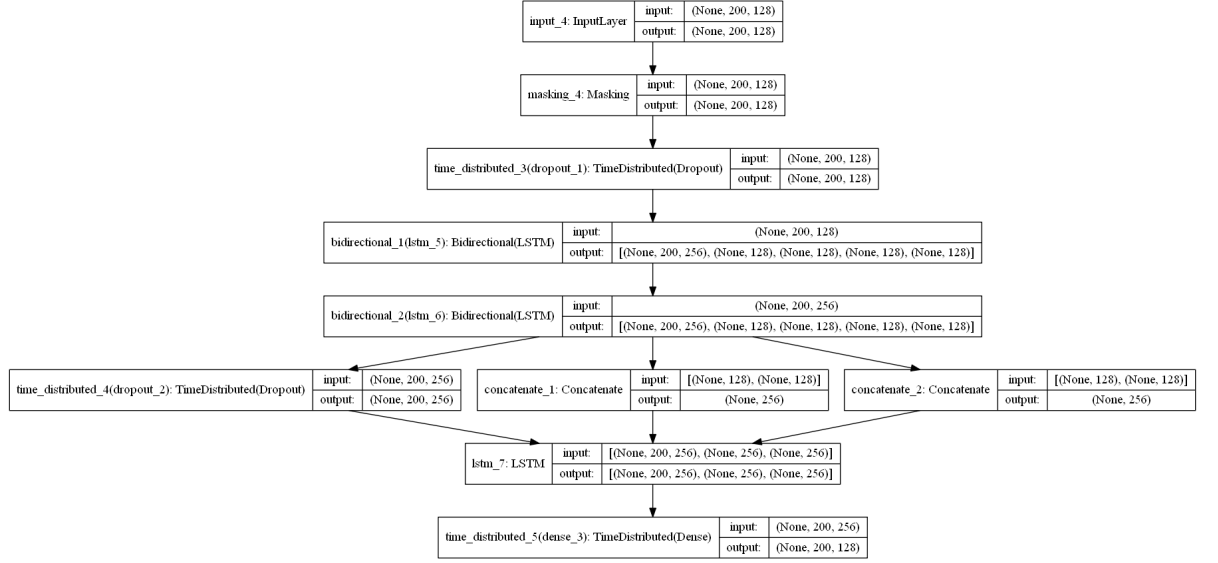 input_4: InputLayer
input: (None, 200, 128)
output: (None, 200, 128)
masking_4: Masking
input: (None, 200, 128)
output: (None, 200, 128)
time_distributed_3(dropout_1): TimeDistributed(Dropout)
input: (None, 200, 128)
output: (None, 200, 128)
bidirectional_1(lstm_5): Bidirectional(LSTM)
input: (None, 200, 128)
output: [(None, 200, 256), (None, 128), (None, 128), (None, 128), (None, 128)]
bidirectional_2(lstm_6): Bidirectional(LSTM)
input: (None, 200, 256)
output: [(None, 200, 256), (None, 128), (None, 128), (None, 128), (None, 128)]
time_distributed_4(dropout_2): TimeDistributed(Dropout)
input: (None, 200, 256)
output: (None, 200, 256)
concatenate_1: Concatenate
input: [(None, 128), (None, 128)]
output: (None, 256)
concatenate_2: Concatenate
input: [(None, 128), (None, 128)]
output: (None, 256)
lstm_7: LSTM
input: [(None, 200, 256), (None, 256), (None, 256)]
output: [(None, 200, 256), (None, 256), (None, 256)]
time_distributed_5(dense_3): TimeDistributed(Dense)
input: (None, 200, 256)
output: (None, 200, 128)